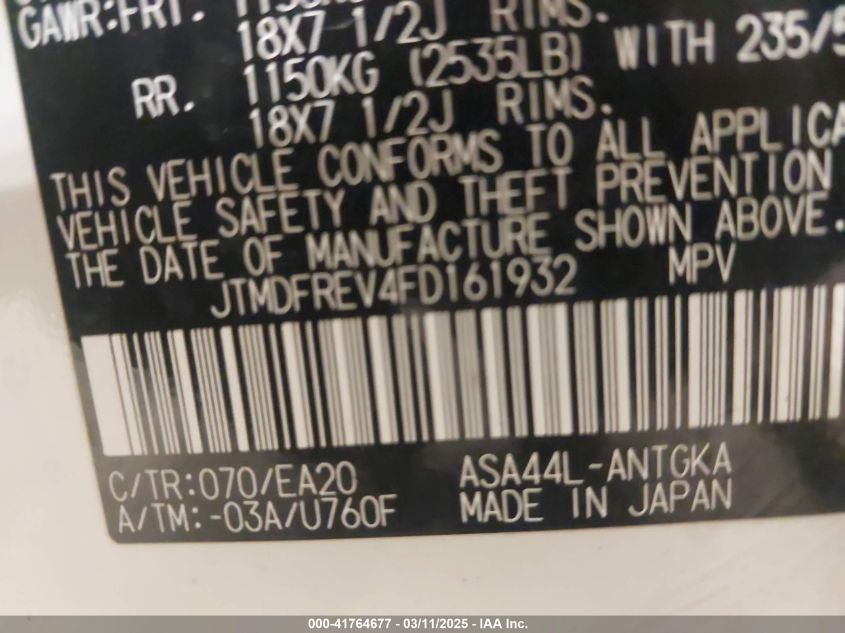 GAWR:FRT.
18X7 1/2J RIMS.
RR. 1150KG (2535LB) WITH 235/5
18X7 1/2J RIMS.
THIS VEHICLE CONFORMS TO ALL APPLICA
VEHICLE SAFETY AND THEFT PREVENTION
THE DATE OF MANUFACTURE SHOWN ABOVE.
JTMDFREV4FD161932 MPV
C/TR:070/EA20 ASA44L-ANTGKA
A/TM:-03A/U760F MADE IN JAPAN
000-41764677 - 03/11/2025 - IAA Inc.